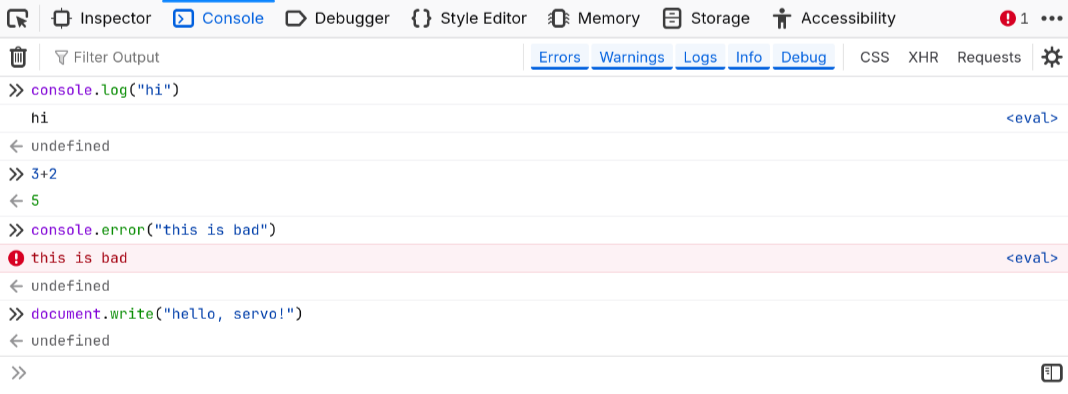 Inspector Console Debugger Style Editor Memory Storage Accessibility 1
Filter Output Errors Warnings Logs Info Debug CSS XHR Requests
console.log("hi")
hi <eval>
undefined
3+2
5
console.error("this is bad")
this is bad <eval>
undefined
document.write("hello, servo!")
undefined